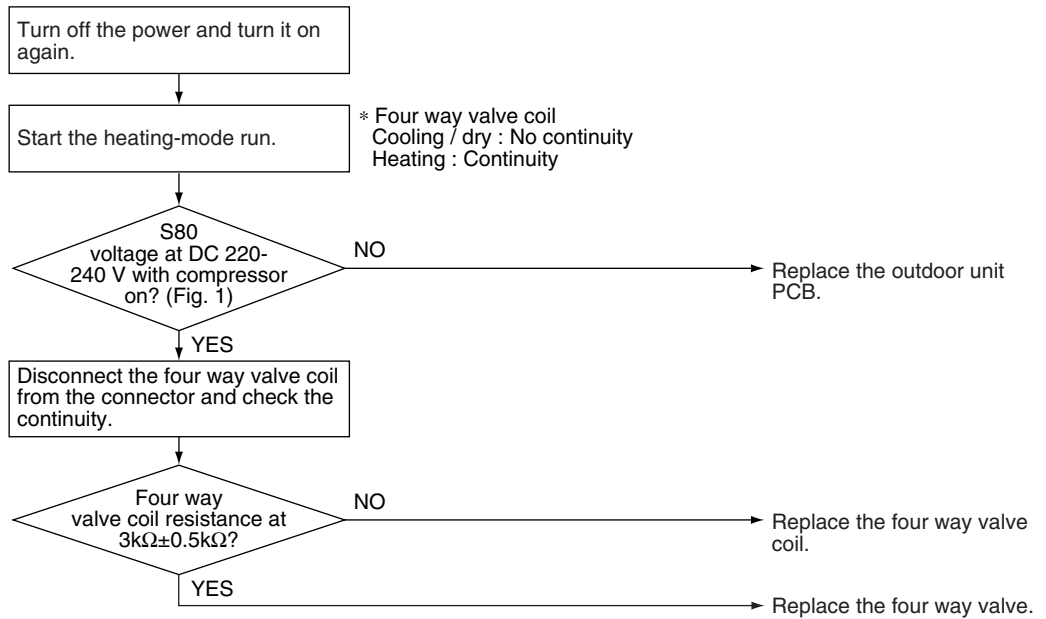 Turn off the power and turn it on
again.
Start the heating-mode run.
* Four way valve coil
Cooling / dry : No continuity
Heating : Continuity
S80
voltage at DC 220-
240 V with compressor
on? (Fig. 1)
NO
Replace the outdoor unit
PCB.
YES
Disconnect the four way valve coil
from the connector and check the
continuity.
Four way
valve coil resistance at
3kΩ±0.5kΩ?
NO
Replace the four way valve
coil.
YES
Replace the four way valve.